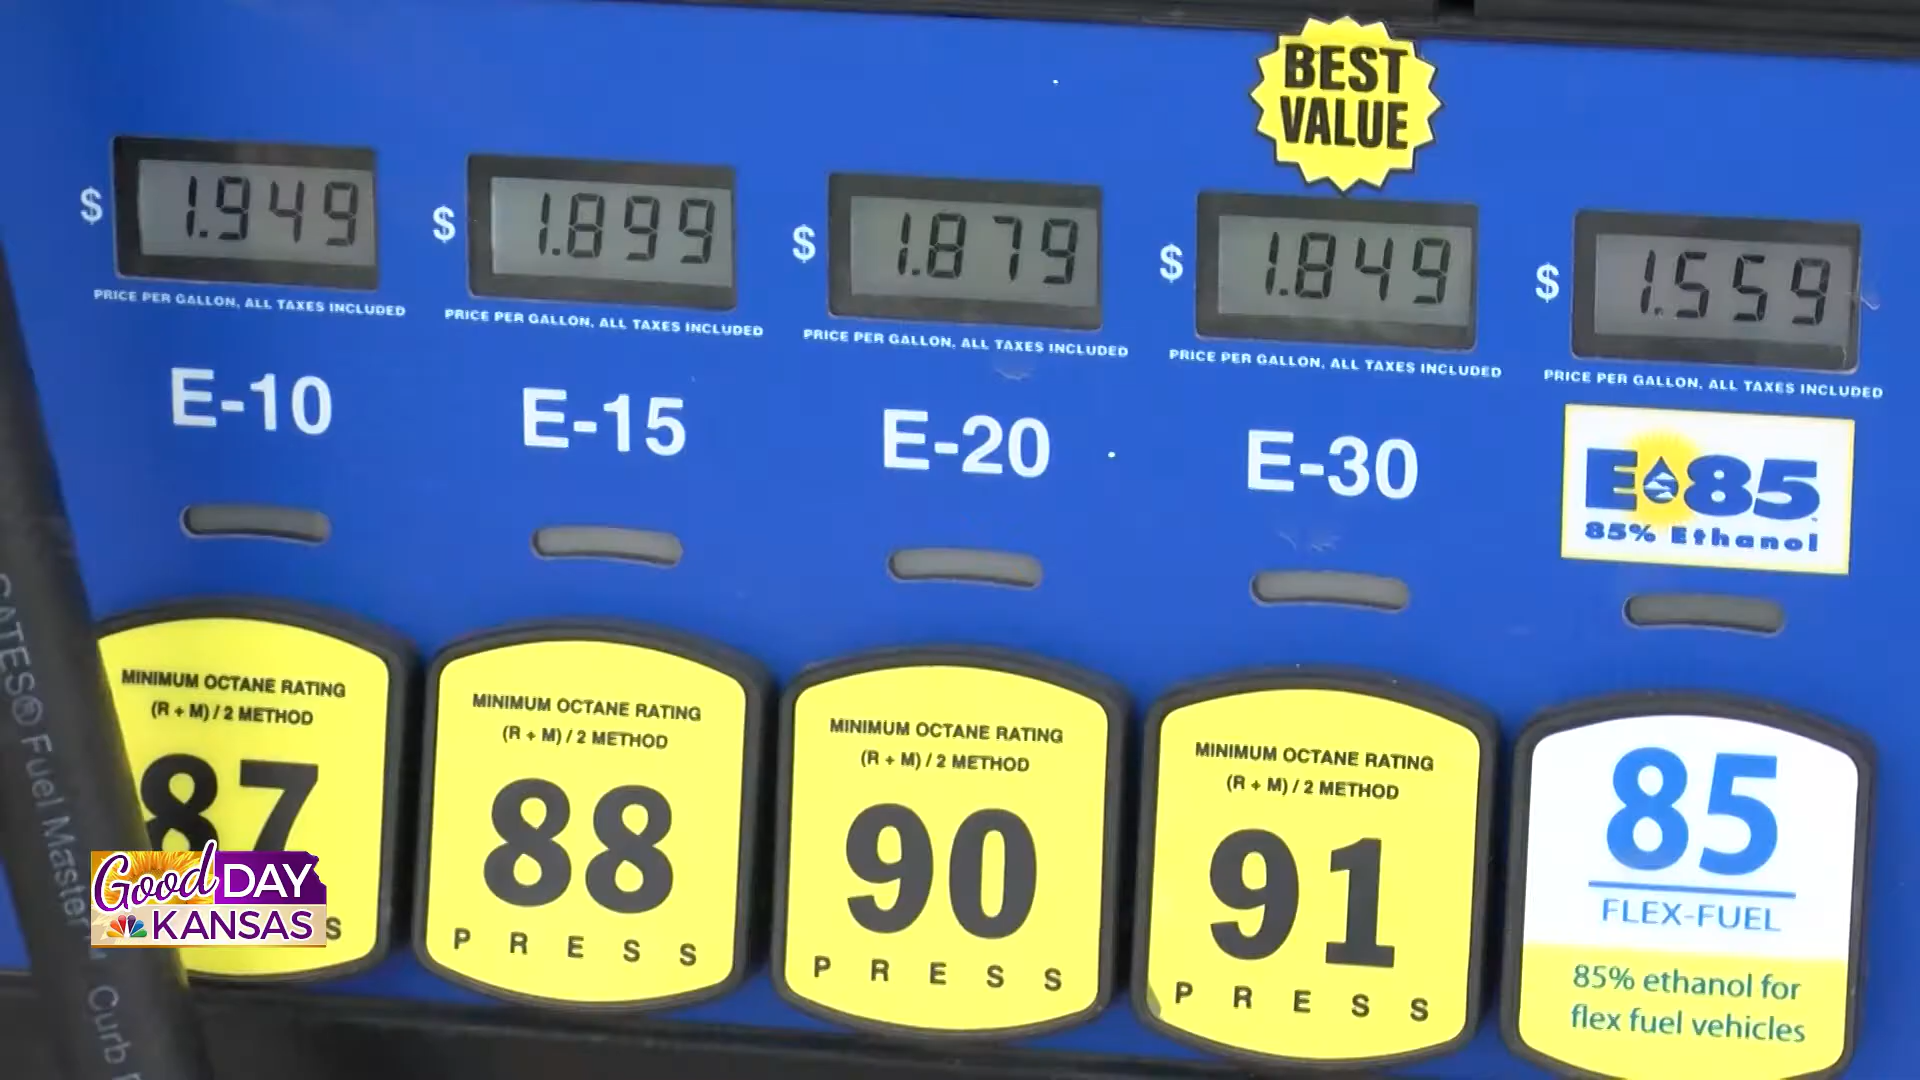 BEST
VALUE
$ 1.949
PRICE PER GALLON, ALL TAXES INCLUDED
E-10
$ 1.899
PRICE PER GALLON, ALL TAXES INCLUDED
E-15
$ 1.879
PRICE PER GALLON, ALL TAXES INCLUDED
E-20
$ 1.849
PRICE PER GALLON, ALL TAXES INCLUDED
E-30
$ 1.559
PRICE PER GALLON, ALL TAXES INCLUDED
E85
85% Ethanol
MINIMUM OCTANE RATING
(R + M) / 2 METHOD
87
S
MINIMUM OCTANE RATING
(R + M) / 2 METHOD
88
PRESS
MINIMUM OCTANE RATING
(R + M) / 2 METHOD
90
PRESS
MINIMUM OCTANE RATING
(R + M) / 2 METHOD
91
PRESS
85
FLEX-FUEL
85% ethanol for
flex fuel vehicles
Good DAY
KANSAS
GATES® Fuel Master™ Curb